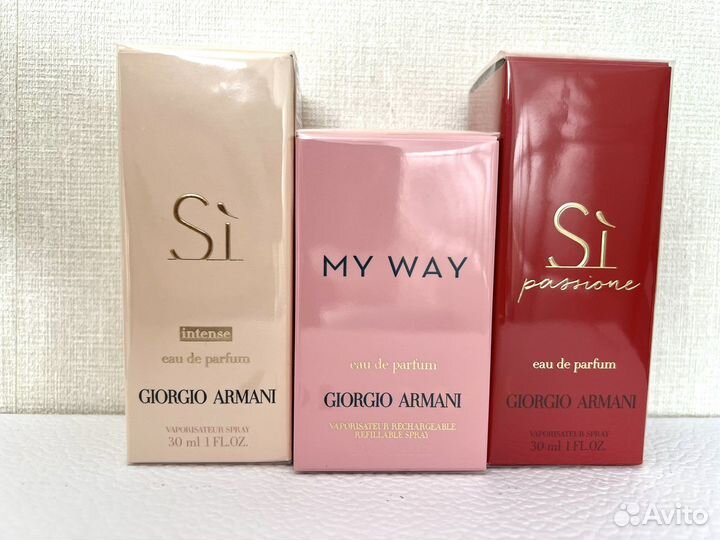 Sì
intense
eau de parfum
GIORGIO ARMANI
VAPORISATEUR SPRAY
30 ml 1 FL.OZ.
MY WAY
eau de parfum
GIORGIO ARMANI
VAPORISATEUR RECHARGEABLE
REFILLABLE SPRAY
Sì
passione
eau de parfum
GIORGIO ARMANI
VAPORISATEUR SPRAY
30 ml 1 FL.OZ.
Avito